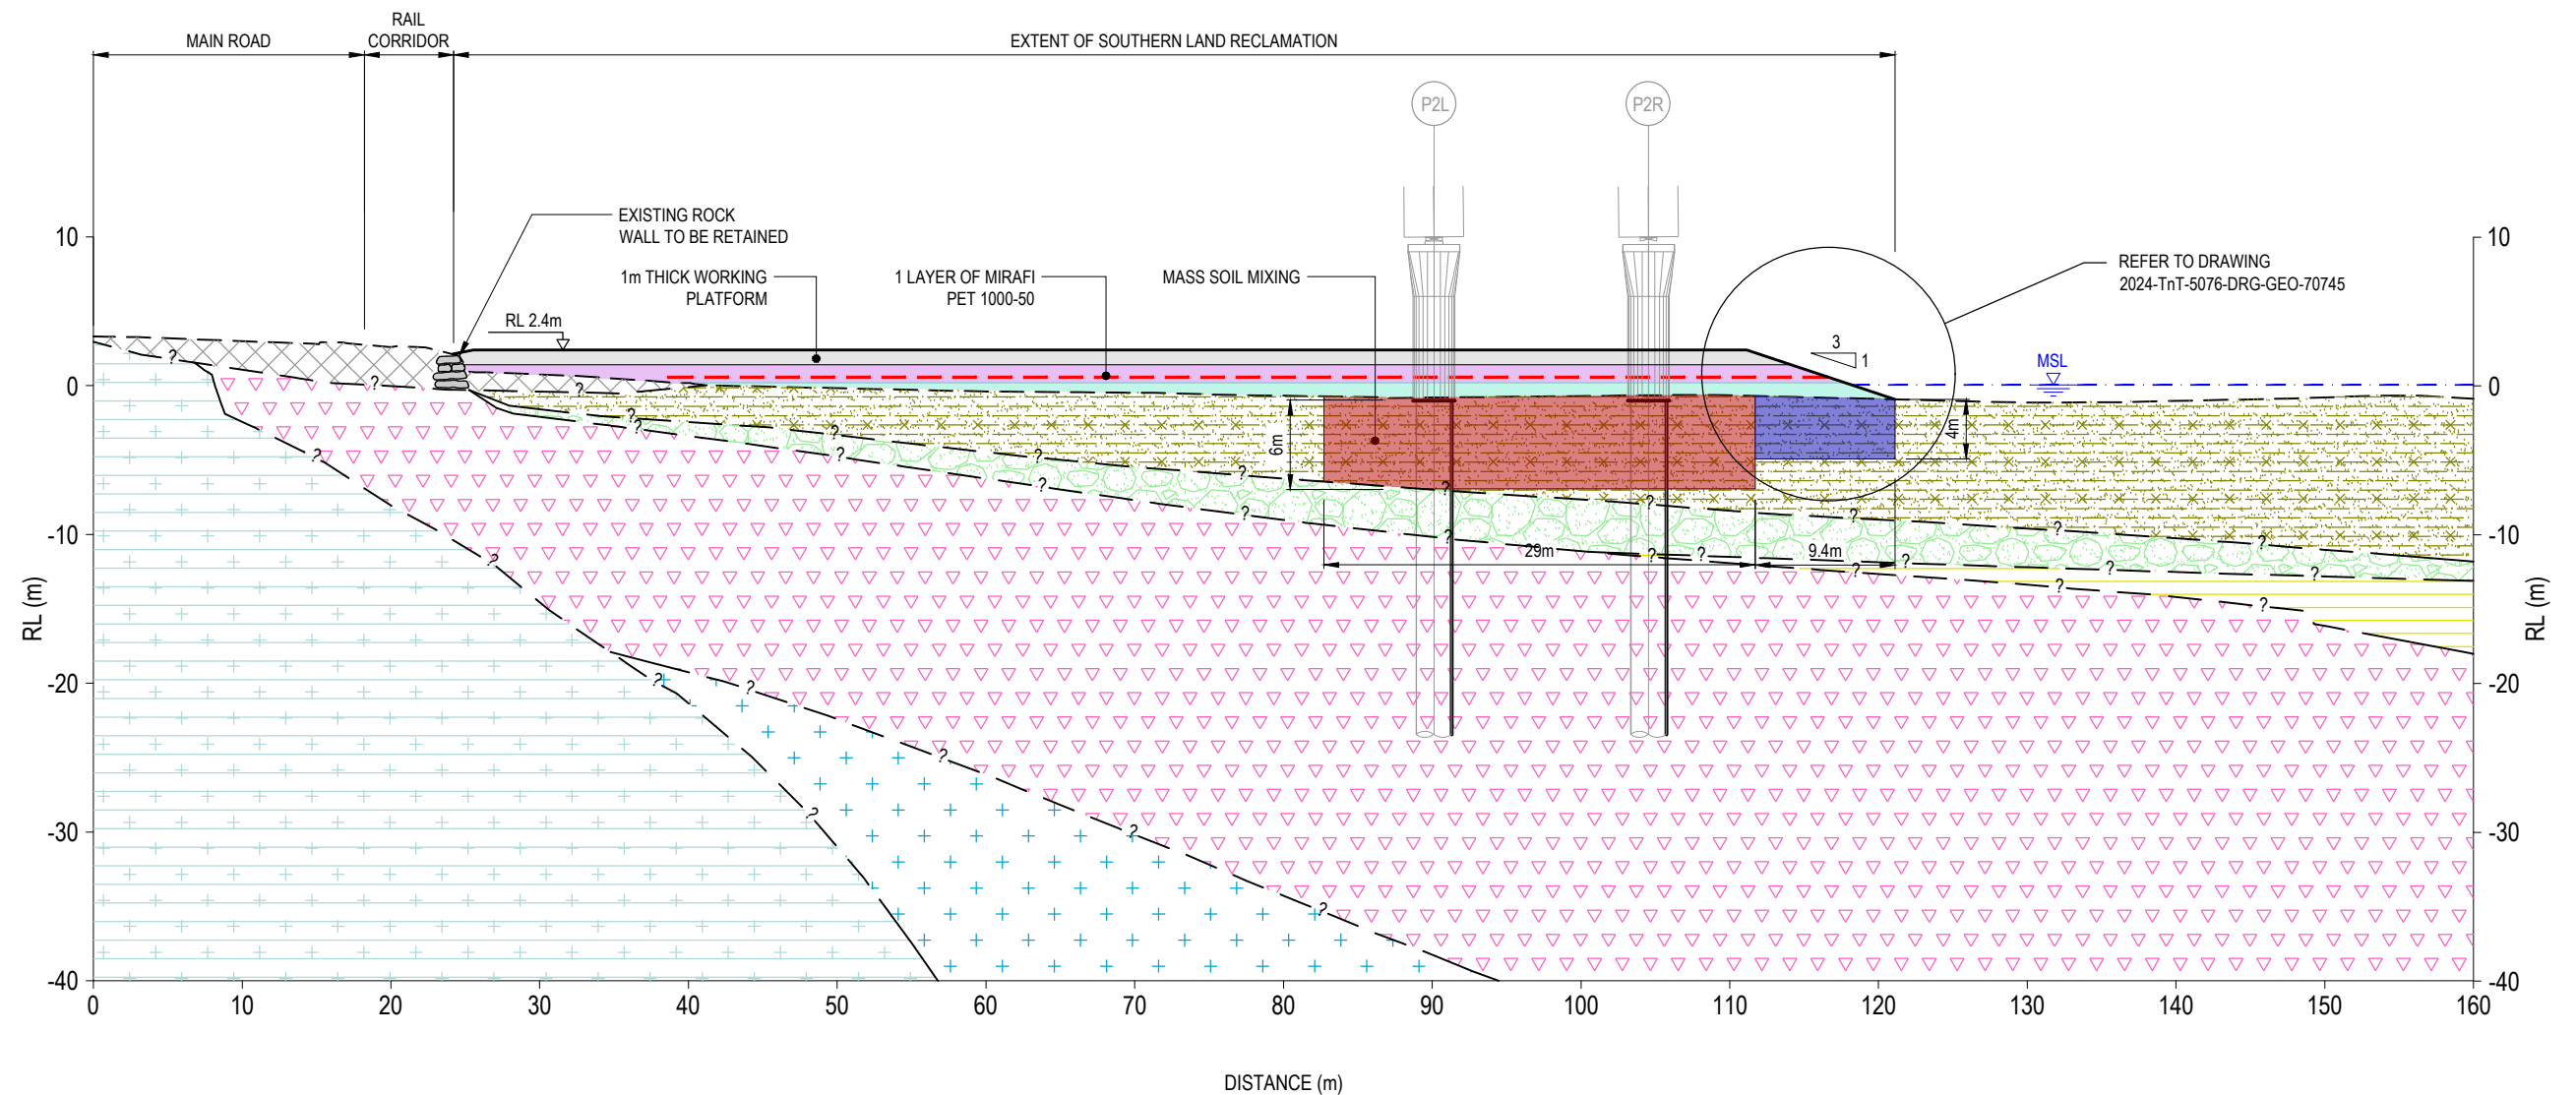 RAIL
MAIN ROAD
CORRIDOR
EXTENT OF SOUTHERN LAND RECLAMATION
P2L
P2R
EXISTING ROCK
WALL TO BE RETAINED
1m THICK WORKING
PLATFORM
1 LAYER OF MIRAFI
PET 1000-50
MASS SOIL MIXING
REFER TO DRAWING
2024-TnT-5076-DRG-GEO-70745
RL 2.4m
3
1
MSL
6m
4m
29m
9.4m
10
0
-10
-20
-30
-40
RL (m)
10
0
-10
-20
-30
-40
RL (m)
? ? ? ? ? ? ? ? ? ? ? ? ? ? ? ? ? ? ? ? ? ? ? ? ? ? ? ? ? ? ? ? ?
0 10 20 30 40 50 60 70 80 90 100 110 120 130 140 150 160
DISTANCE (m)